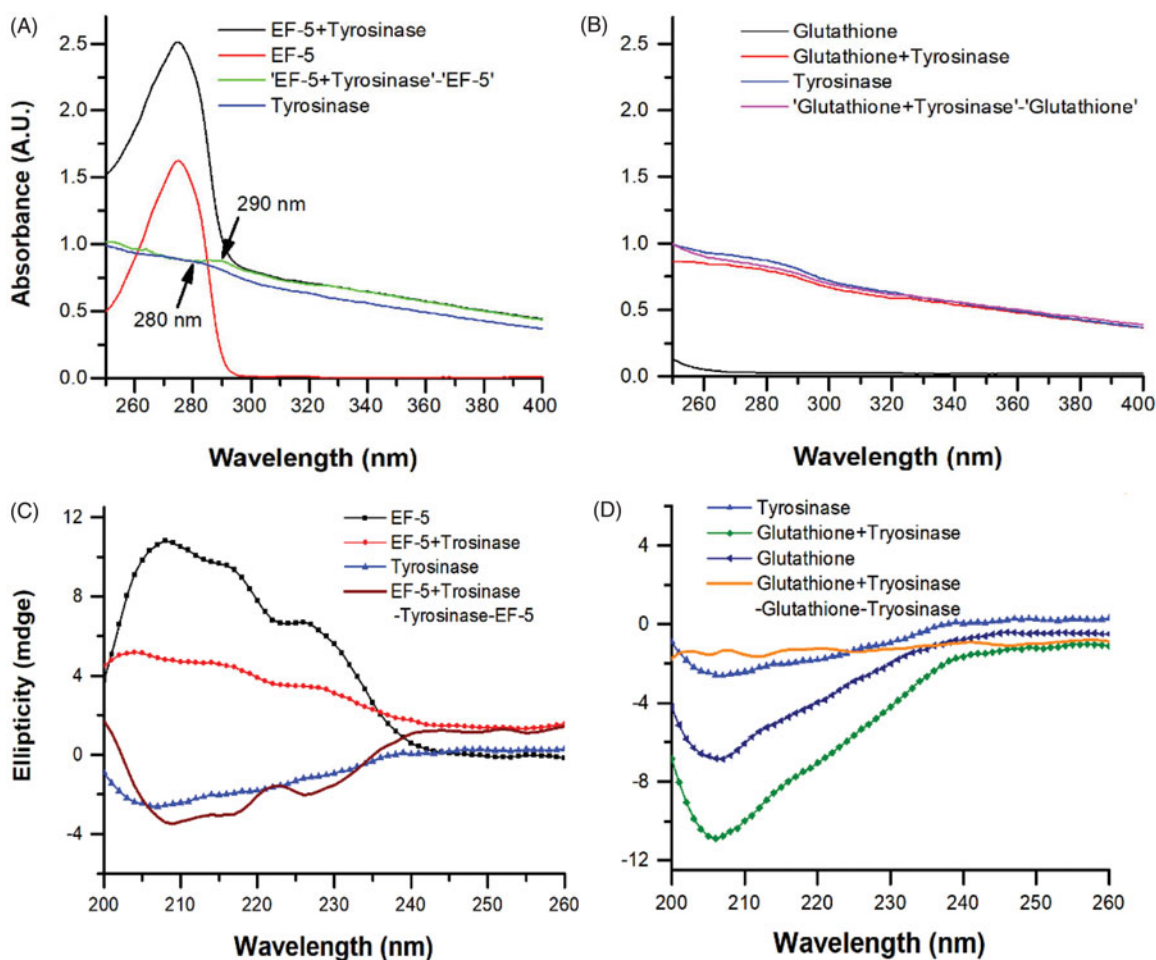 (A)
EF-5+Tyrosinase
EF-5
'EF-5+Tyrosinase'-'EF-5'
Tyrosinase
2.5
2.0
1.5
1.0
0.5
0.0
290 nm
280 nm
Absorbance (A.U.)
260 280 300 320 340 360 380 400
Wavelength (nm)
(B)
Glutathione
Glutathione+Tyrosinase
Tyrosinase
'Glutathione+Tyrosinase'-'Glutathione'
2.5
2.0
1.5
1.0
0.5
0.0
260 280 300 320 340 360 380 400
Wavelength (nm)
(C)
EF-5
EF-5+Trosinase
Tyrosinase
EF-5+Trosinase
-Tyrosinase-EF-5
12
8
4
0
-4
Ellipticity (mdge)
200 210 220 230 240 250 260
Wavelength (nm)
(D)
Tyrosinase
Glutathione+Tryosinase
Glutathione
Glutathione+Tryosinase
-Glutathione-Tryosinase
4
0
-4
-8
-12
200 210 220 230 240 250 260
Wavelength (nm)